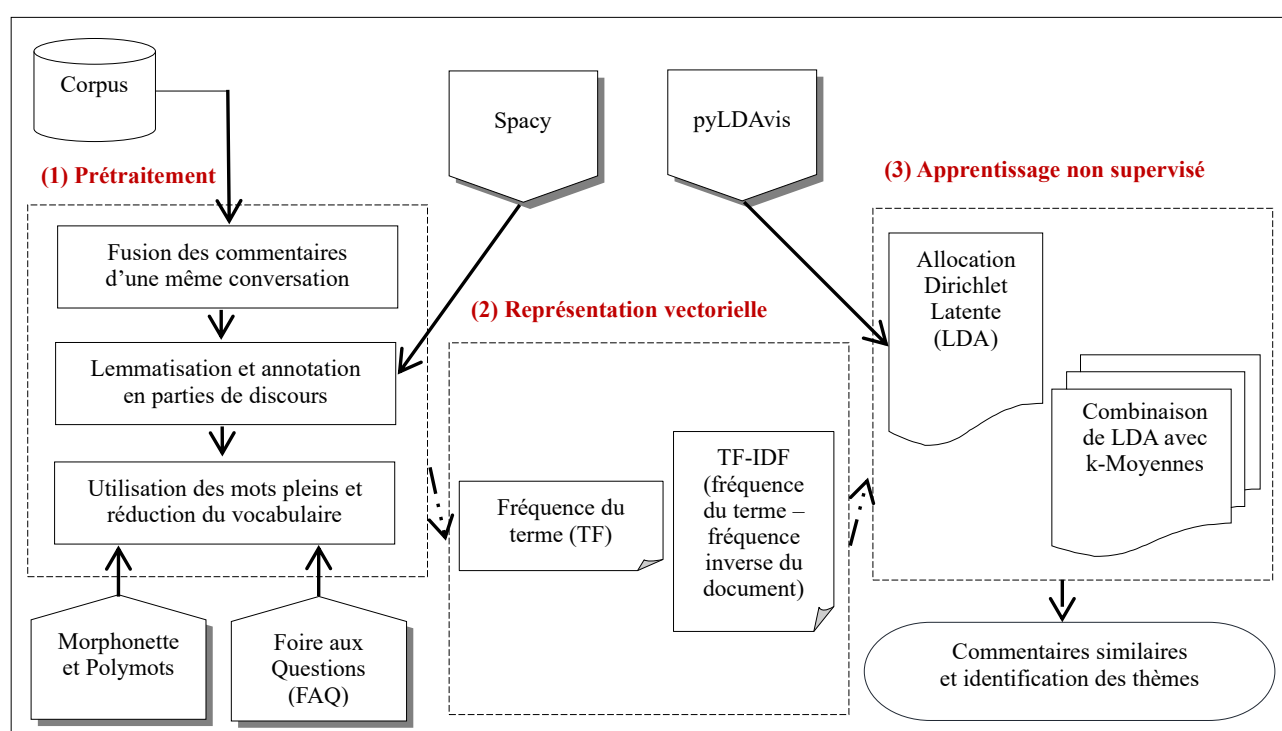 Corpus
Spacy
pyLDAvis
(1) Prétraitement
(3) Apprentissage non supervisé
Fusion des commentaires
d’une même conversation
Lemmatisation et annotation
en parties de discours
Utilisation des mots pleins et
réduction du vocabulaire
Morphonette
et Polymots
Foire aux
Questions
(FAQ)
(2) Représentation vectorielle
Fréquence du
terme (TF)
TF-IDF
(fréquence
du terme –
fréquence
inverse du
document)
Allocation
Dirichlet
Latente
(LDA)
Combinaison
de LDA avec
k-Moyennes
Commentaires similaires
et identification des thèmes